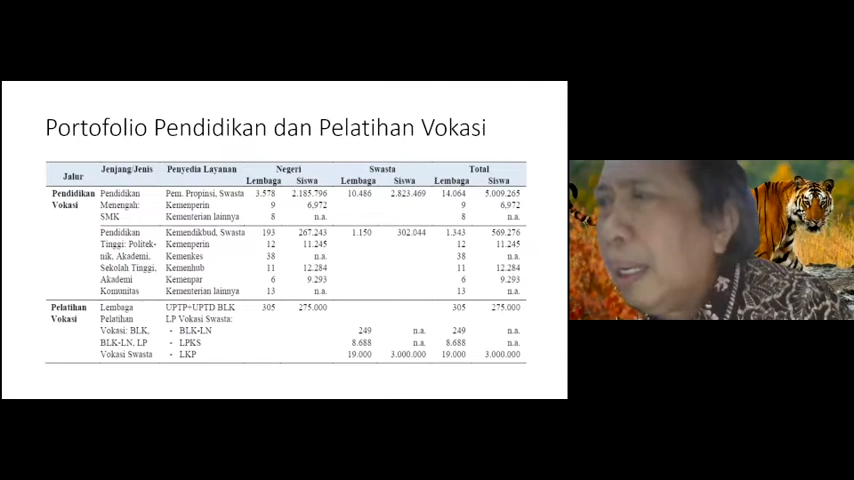 Portofolio Pendidikan dan Pelatihan Vokasi
Jalur Jenjang/Jenis Penyedia Layanan Negeri Swasta Total
Lembaga Siswa Lembaga Siswa Lembaga Siswa
Pendidikan Pendidikan Pem. Propinsi, Swasta 3.578 2.185.796 10.486 2.823.469 14.064 5.009.265
Vokasi Menengah: Kemenperin 9 6,972 9 6,972
SMK Kementerian lainnya 8 n.a. 8 n.a.
Pendidikan Kemendikbud, Swasta 193 267.243 1.150 302.044 1.343 569.276
Tinggi: Politek- Kemenperin 12 11.245 12 11.245
nik, Akademi, Kemenkes 38 n.a. 38 n.a.
Sekolah Tinggi, Kemenhub 11 12.284 11 12.284
Akademi Kemenpar 6 9.293 6 9.293
Komunitas Kementerian lainnya 13 n.a. 13 n.a.
Pelatihan Lembaga UPTP+UPTD BLK 305 275.000 305 275.000
Vokasi Pelatihan LP Vokasi Swasta:
Vokasi: BLK, - BLK-LN 249 n.a. 249 n.a.
BLK-LN, LP - LPKS 8.688 n.a. 8.688 n.a.
Vokasi Swasta - LKP 19.000 3.000.000 19.000 3.000.000